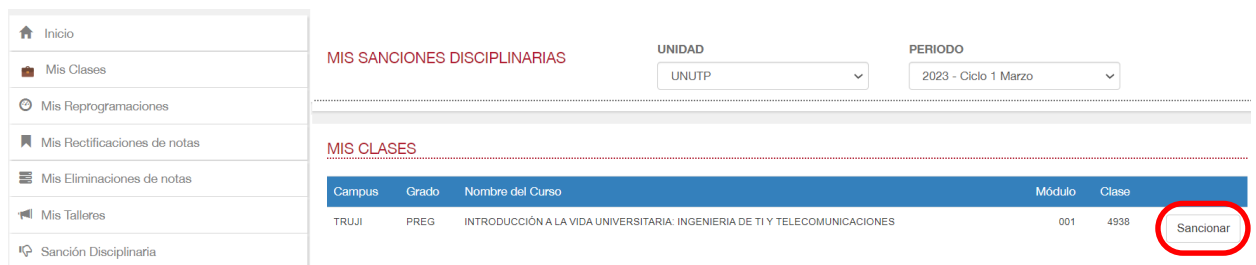 Inicio
Mis Clases
Mis Reprogramaciones
Mis Rectificaciones de notas
Mis Eliminaciones de notas
Mis Talleres
Sanción Disciplinaria
MIS SANCIONES DISCIPLINARIAS
UNIDAD
UNUTP
PERIODO
2023 - Ciclo 1 Marzo
MIS CLASES
Campus Grado Nombre del Curso Módulo Clase
TRUJI PREG INTRODUCCIÓN A LA VIDA UNIVERSITARIA: INGENIERIA DE TI Y TELECOMUNICACIONES 001 4938 Sancionar